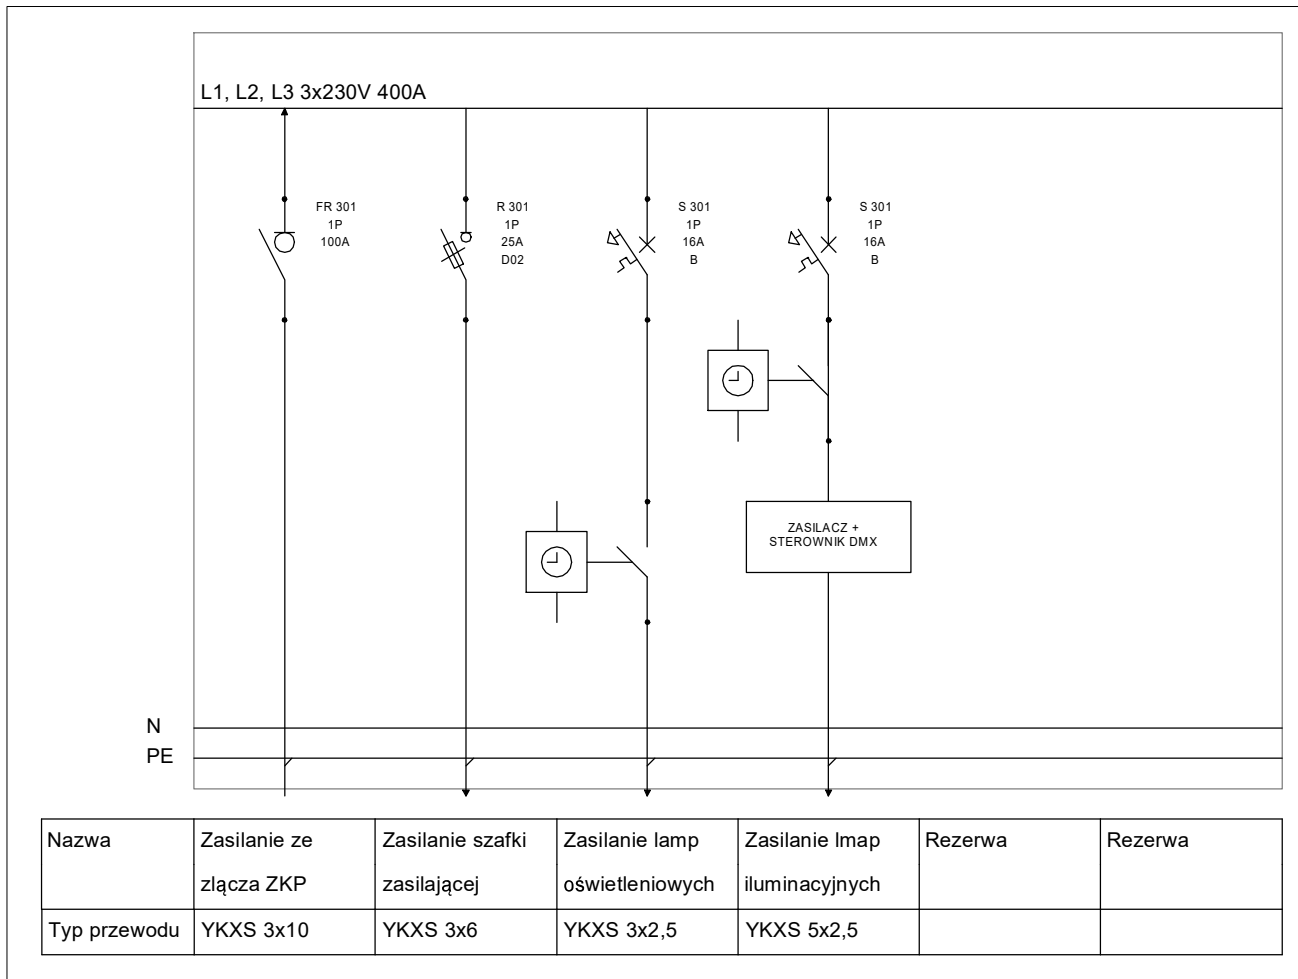 L1, L2, L3 3x230V 400A
FR 301
1P
100A
R 301
1P
25A
D02
S 301
1P
16A
B
S 301
1P
16A
B
ZASILACZ +
STEROWNIK DMX
N
PE
Nazwa
Zasilanie ze
zlącza ZKP
Zasilanie szafki
zasilającej
Zasilanie lamp
oświetleniowych
Zasilanie lmap
iluminacyjnych
Rezerwa
Rezerwa
Typ przewodu
YKXS 3x10
YKXS 3x6
YKXS 3x2,5
YKXS 5x2,5